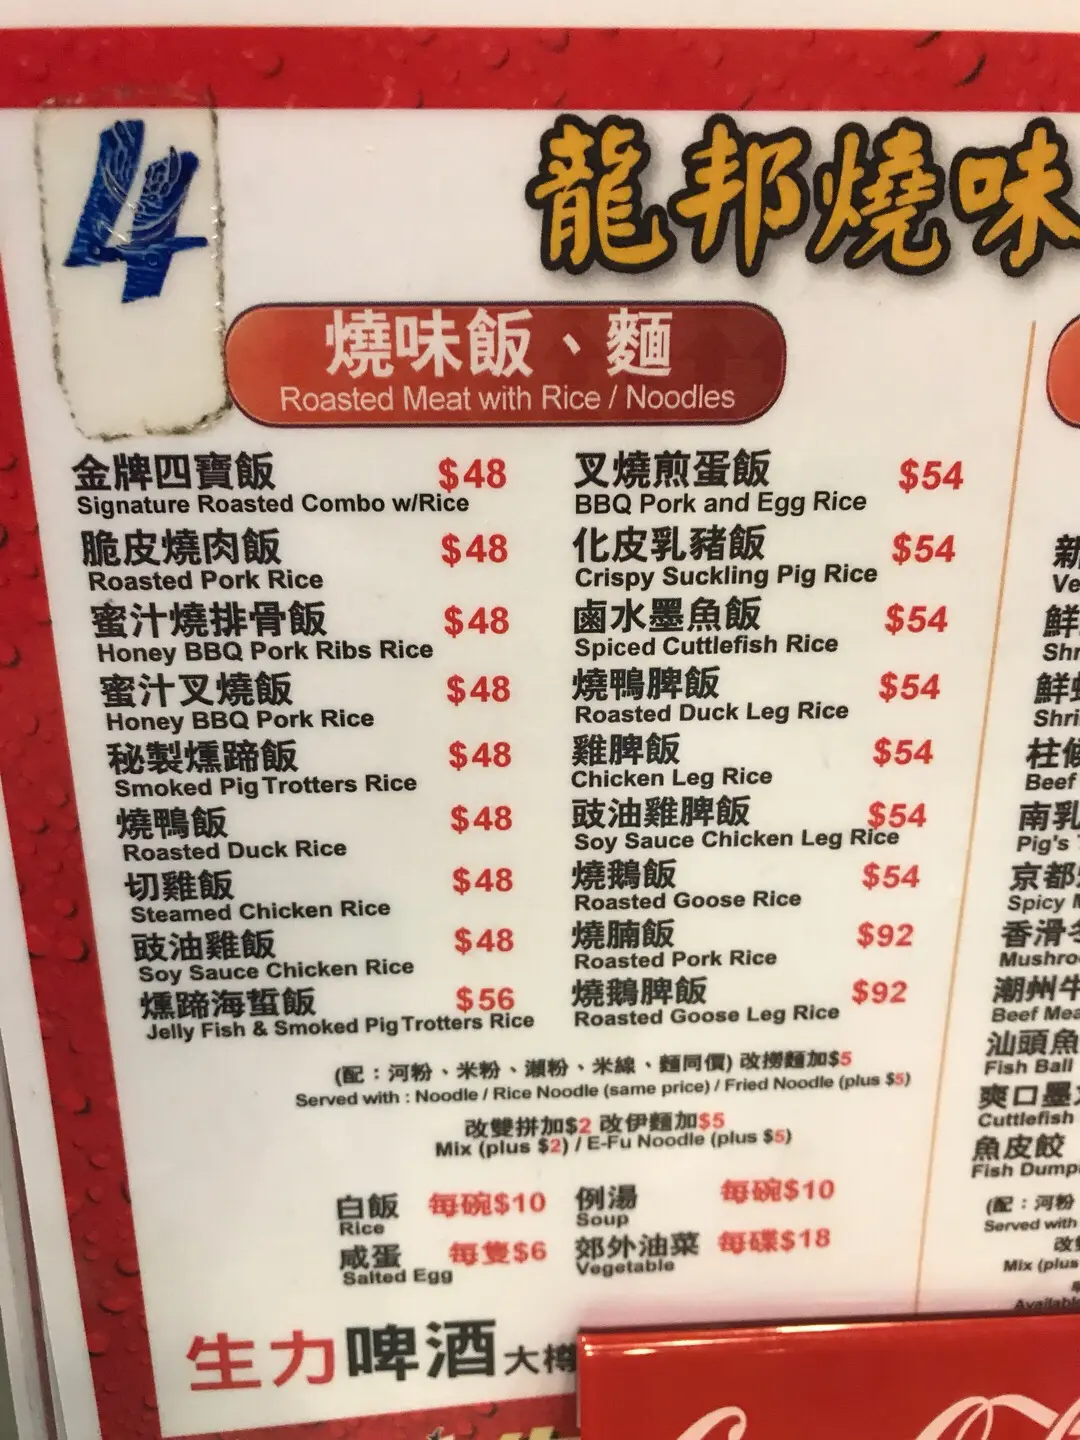 4
龍邦燒味
燒味飯、麵
Roasted Meat with Rice / Noodles
金牌四寶飯 $48
Signature Roasted Combo w/Rice
脆皮燒肉飯 $48
Roasted Pork Rice
蜜汁燒排骨飯 $48
Honey BBQ Pork Ribs Rice
蜜汁叉燒飯 $48
Honey BBQ Pork Rice
秘製燻蹄飯 $48
Smoked Pig Trotters Rice
燒鴨飯 $48
Roasted Duck Rice
切雞飯 $48
Steamed Chicken Rice
豉油雞飯 $48
Soy Sauce Chicken Rice
燻蹄海蜇飯 $56
Jelly Fish & Smoked Pig Trotters Rice
叉燒煎蛋飯 $54
BBQ Pork and Egg Rice
化皮乳豬飯 $54
Crispy Suckling Pig Rice
鹵水墨魚飯 $54
Spiced Cuttlefish Rice
燒鴨脾飯 $54
Roasted Duck Leg Rice
雞脾飯 $54
Chicken Leg Rice
豉油雞脾飯 $54
Soy Sauce Chicken Leg Rice
燒鵝飯 $54
Roasted Goose Rice
燒腩飯 $92
Roasted Pork Rice
燒鵝脾飯 $92
Roasted Goose Leg Rice
(配：河粉、米粉、瀨粉、米線、麵同價) 改撈麵加$5
Served with : Noodle / Rice Noodle (same price) / Fried Noodle (plus $5)
改雙拼加$2 改伊麵加$5
Mix (plus $2) / E-Fu Noodle (plus $5)
白飯 每碗$10
Rice
咸蛋 每隻$6
Salted Egg
例湯 每碗$10
Soup
郊外油菜 每碟$18
Vegetable
生力啤酒大樽
新
鮮
鮮
柱
Beef
南乳
Pig's
京都
Spicy
香滑
潮州牛
Beef
汕頭魚
Fish Ball
爽口墨
Cuttlefish
魚皮餃
Fish
(配：河粉
Served with
改
Mix (plus